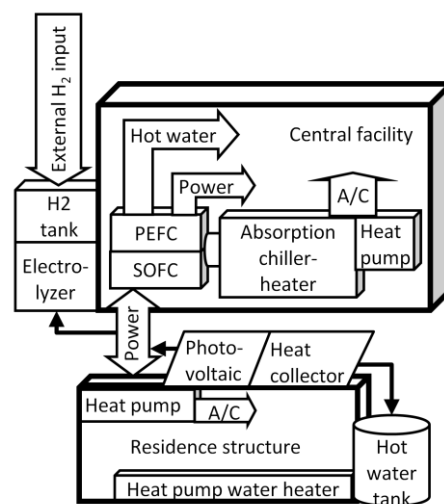 External H2 input
Hot water
Central facility
Power
A/C
H2
tank
PEFC
Absorption
chiller-
heater
Heat
pump
Electro-
lyzer
SOFC
Power
Photo-
voltaic
Heat
collector
Heat pump
A/C
Residence structure
Hot
water
tank
Heat pump water heater